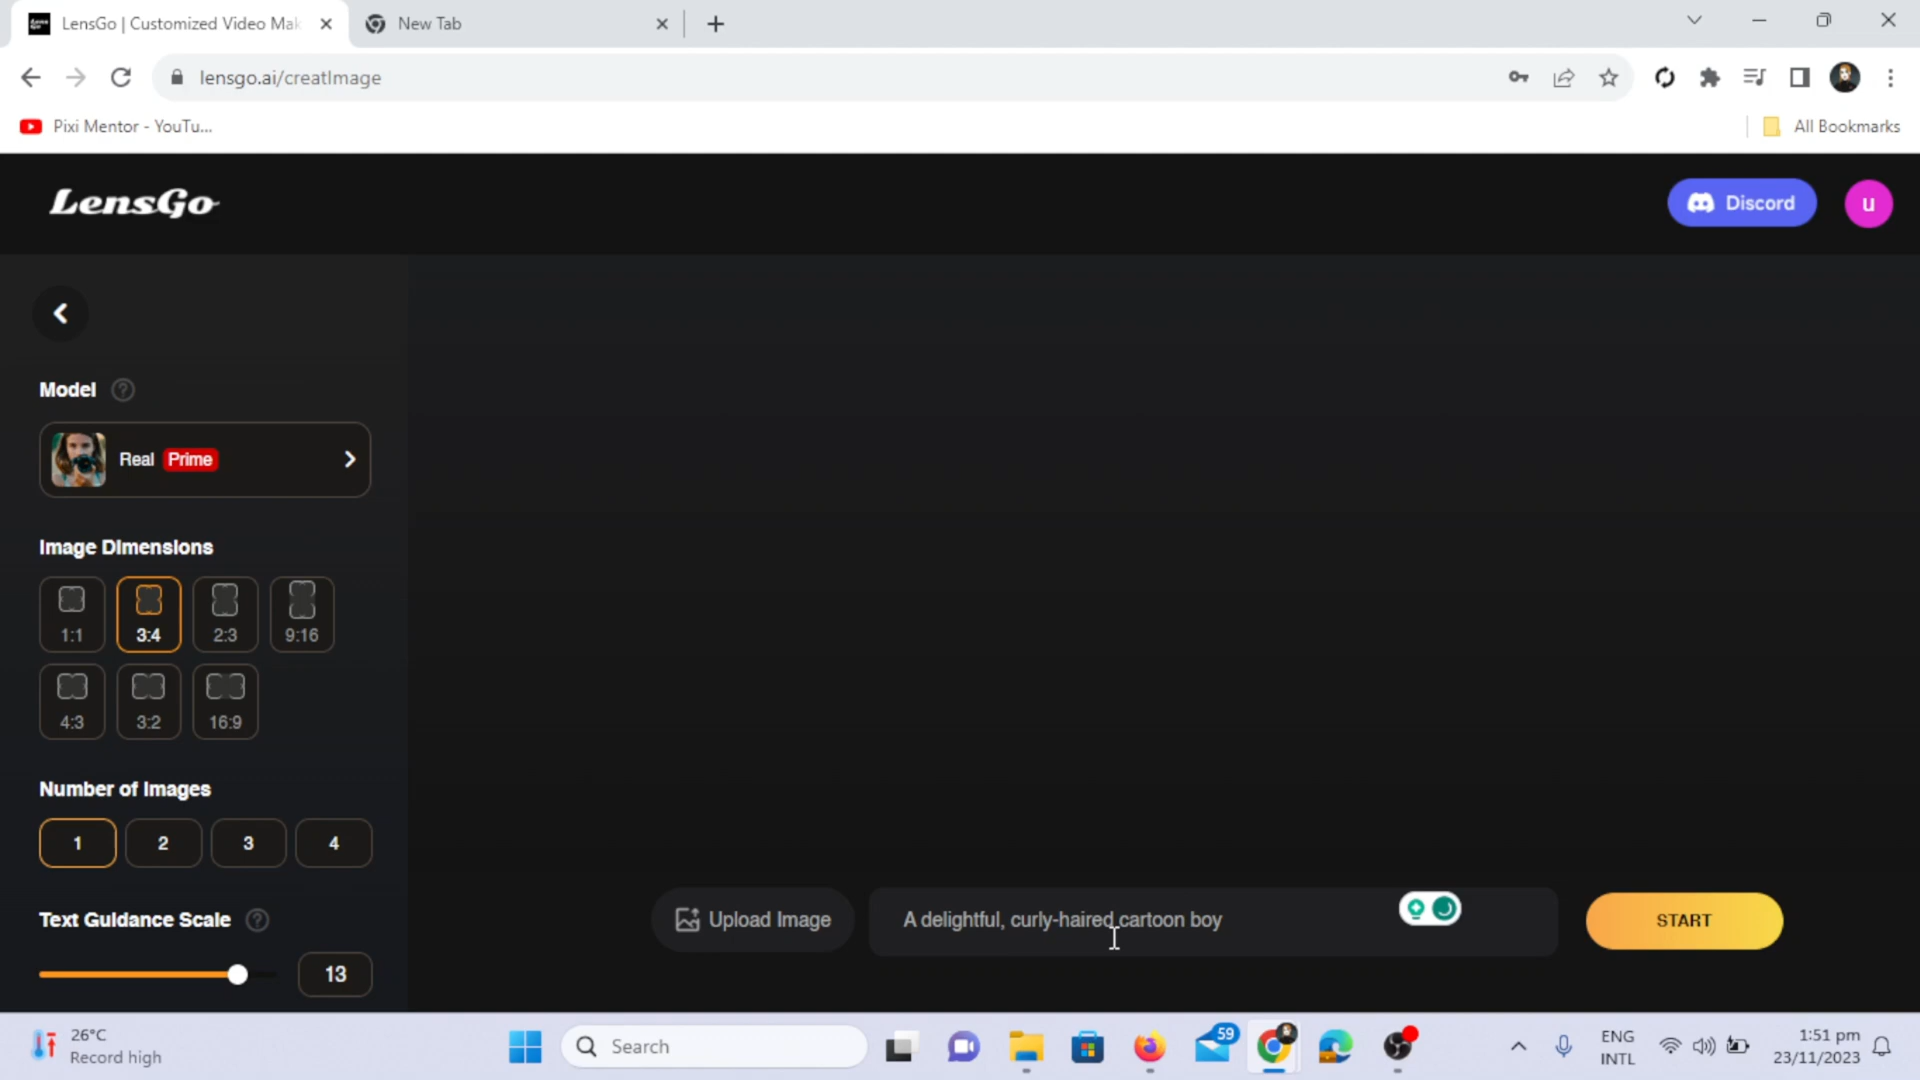 LensGo | Customized Video Mak
New Tab
lensgo.ai/creatImage
Pixi Mentor - YouTu...
All Bookmarks
LensGo
Discord
u
Model ?
Real Prime
Image Dimensions
1:1 3:4 2:3 9:16
4:3 3:2 16:9
Number of Images
1 2 3 4
Text Guidance Scale ?
13
Upload Image
A delightful, curly-haired cartoon boy
START
26°C
Record high
Search
59
ENG
INTL
1:51 pm
23/11/2023